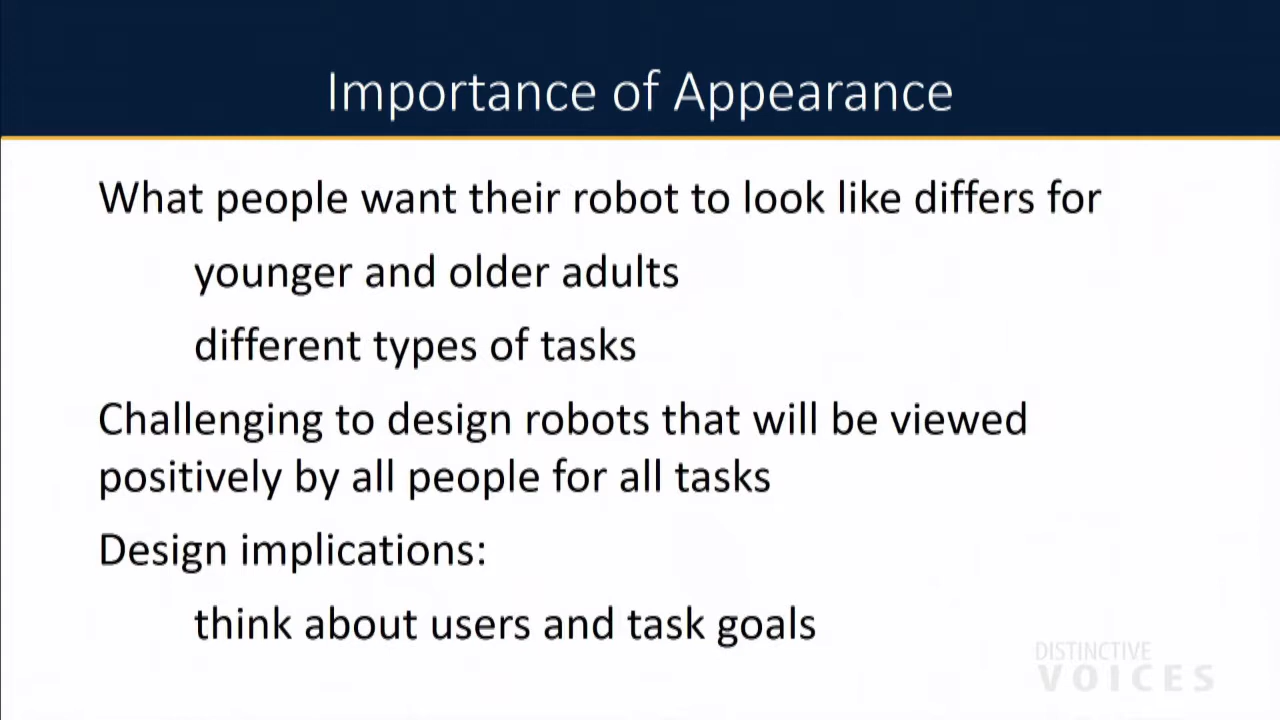 Importance of Appearance
What people want their robot to look like differs for
younger and older adults
different types of tasks
Challenging to design robots that will be viewed
positively by all people for all tasks
Design implications:
think about users and task goals
DISTINCTIVE
VOICES